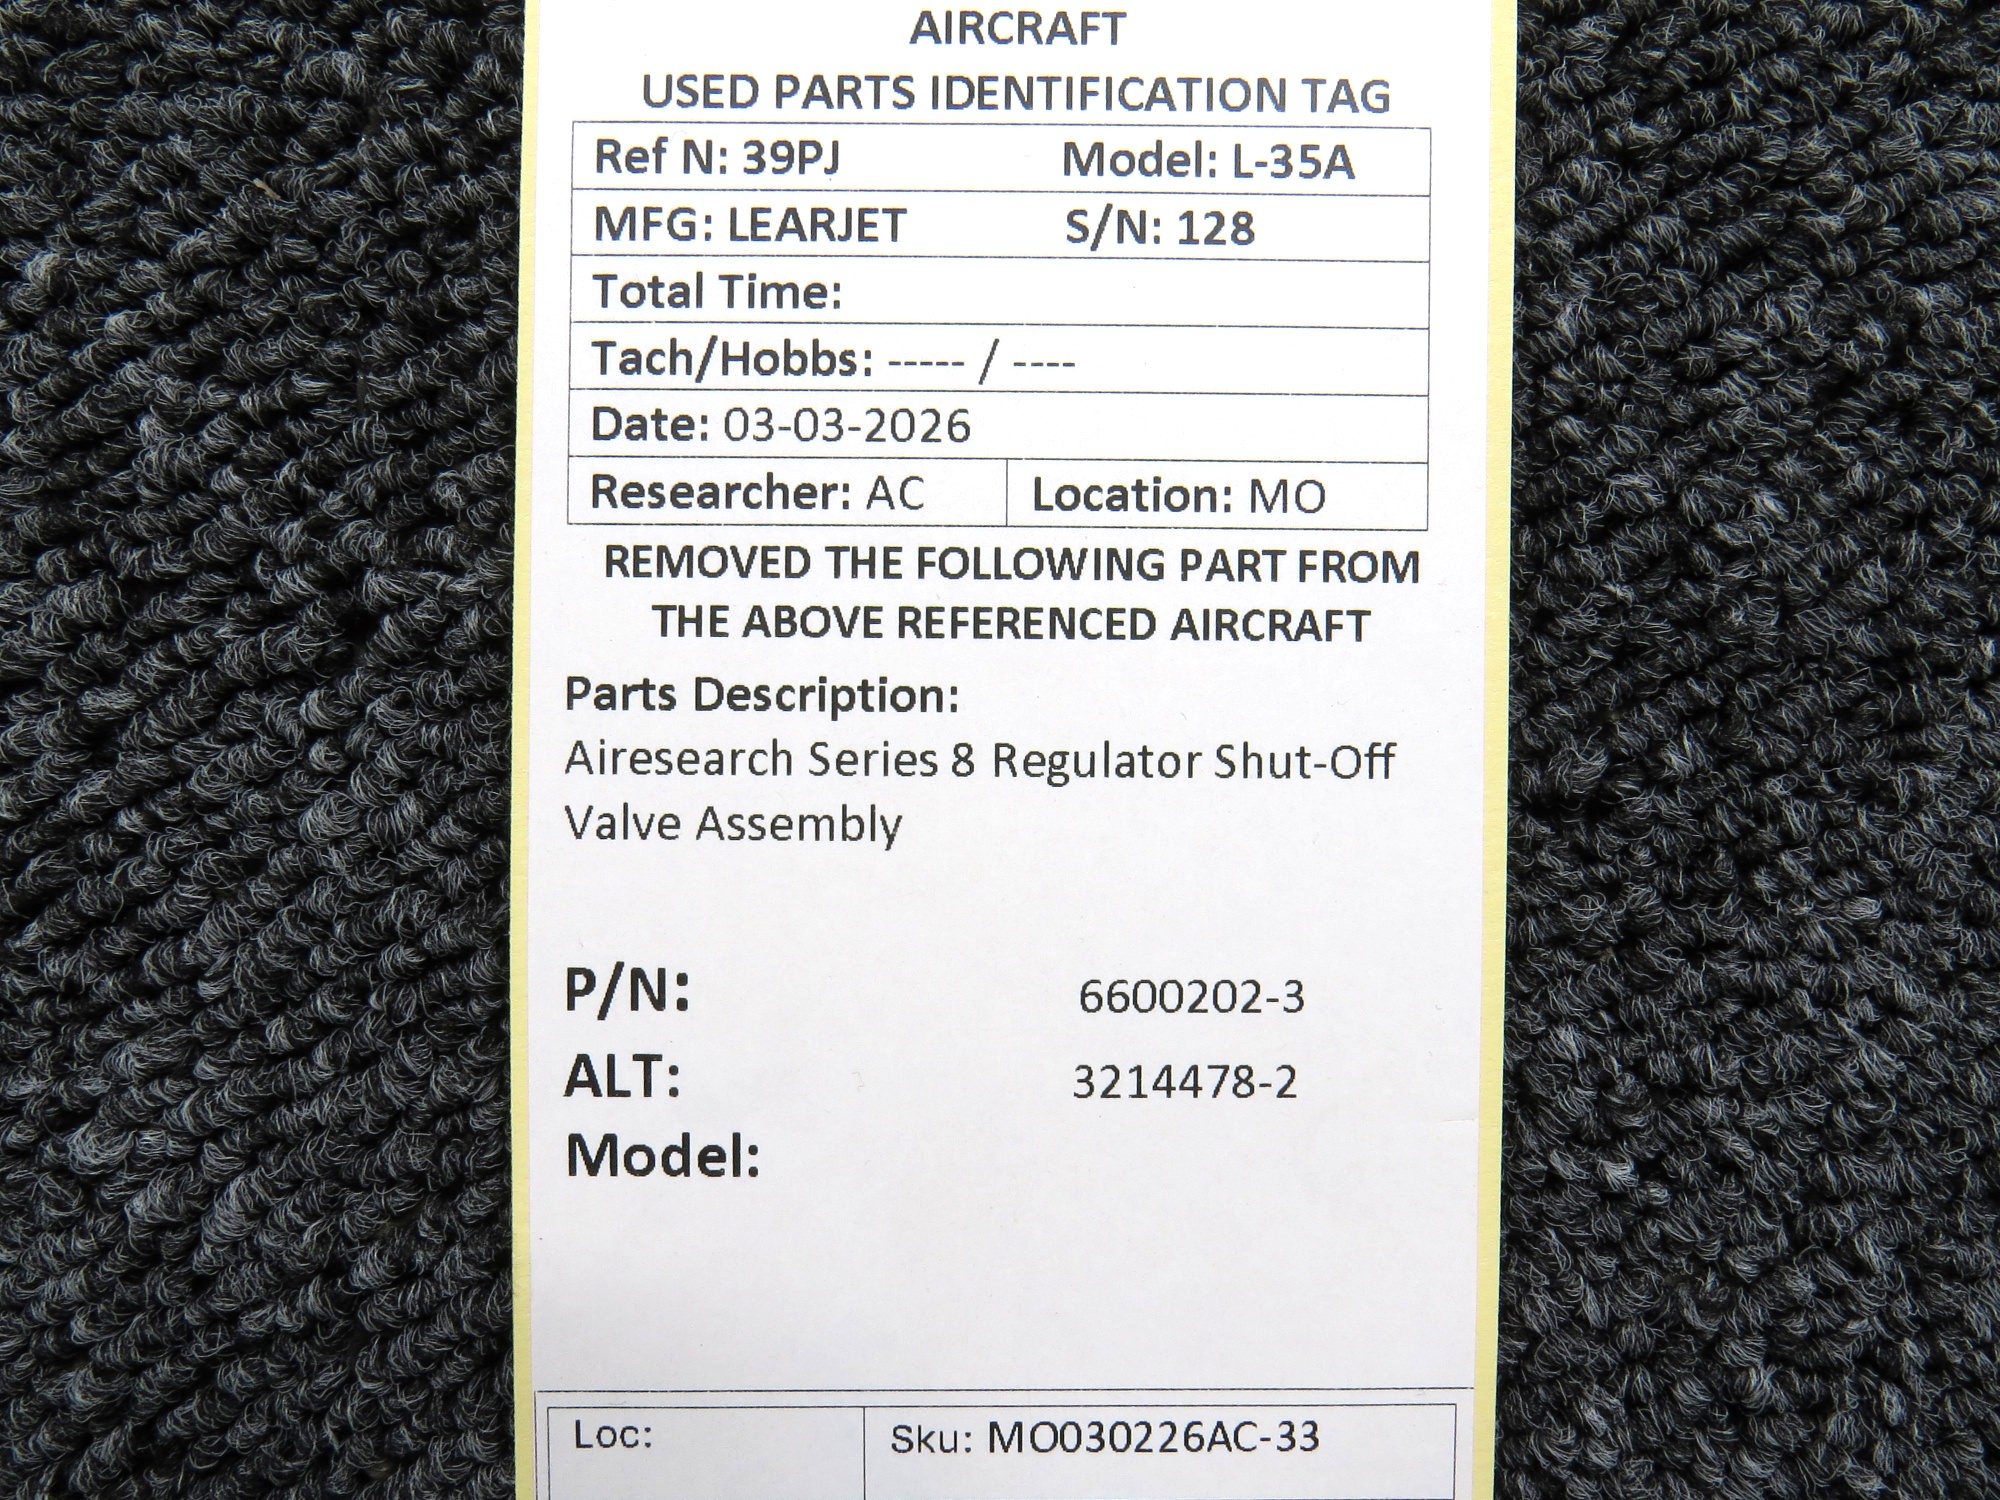 AIRCRAFT
USED PARTS IDENTIFICATION TAG
Ref N: 39PJ Model: L-35A
MFG: LEARJET S/N: 128
Total Time:
Tach/Hobbs: ----- / ----
Date: 03-03-2026
Researcher: AC Location: MO
REMOVED THE FOLLOWING PART FROM
THE ABOVE REFERENCED AIRCRAFT
Parts Description:
Airesearch Series 8 Regulator Shut-Off
Valve Assembly
P/N: 6600202-3
ALT: 3214478-2
Model:
Loc: Sku: MO030226AC-33